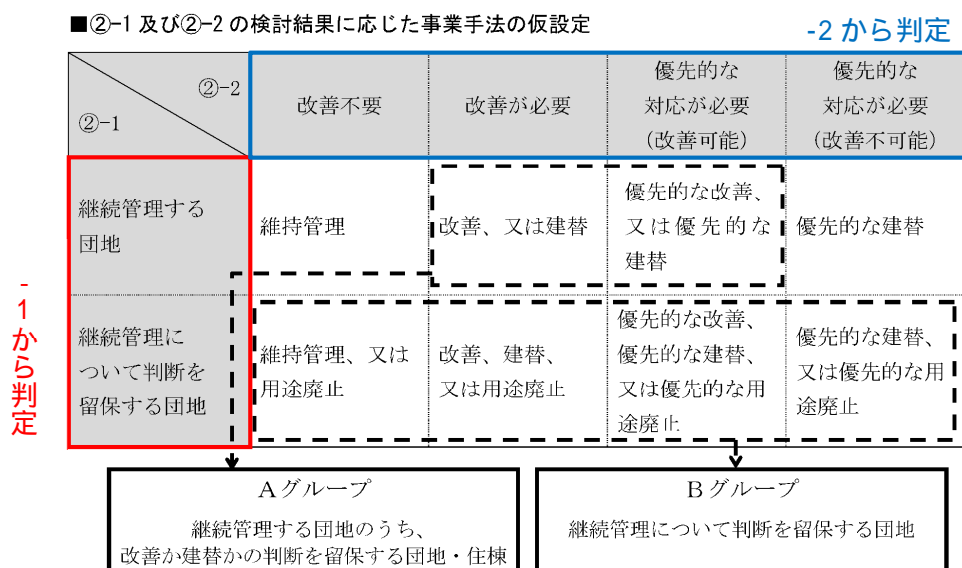 ■②-1 及び②-2 の検討結果に応じた事業手法の仮設定
-2 から判定
②-2
②-1
改善不要
改善が必要
優先的な
対応が必要
(改善可能)
優先的な
対応が必要
(改善不可能)
継続管理する
団地
維持管理
改善、又は建替
優先的な改善、
又は優先的な
建替
優先的な建替
-1から判定
継続管理に
ついて判断を
留保する団地
維持管理、又は
用途廃止
改善、建替、
又は用途廃止
優先的な改善、
優先的な建替、
又は優先的な用
途廃止
優先的な建替、
又は優先的な用
途廃止
Aグループ
継続管理する団地のうち、
改善か建替かの判断を留保する団地・住棟
Bグループ
継続管理について判断を留保する団地